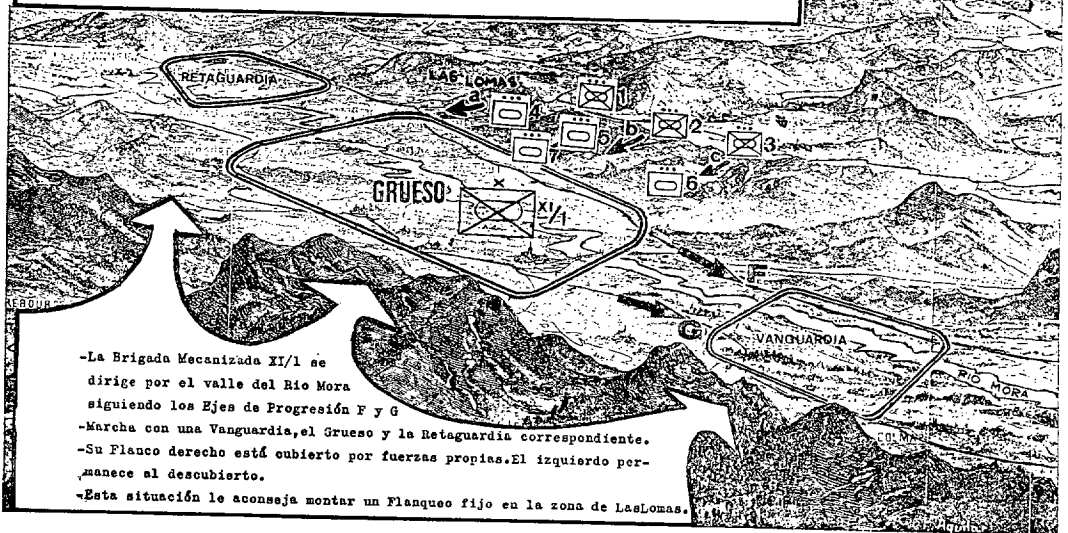 RETAGUARDIA
LAS LOMAS
a
4
1
5
b
2
7
3
c
6
GRUESO
X
XI/1
F
G
VANGUARDIA
RIO MORA
-La Brigada Mecanizada XI/1 se
dirige por el valle del Rio Mora
siguiendo los Ejes de Progresión F y G
-Marcha con una Vanguardia,el Grueso y la Retaguardia correspondiente.
-Su Flanco derecho está cubierto por fuerzas propias.El izquierdo per-
manece al descubierto.
-Esta situación le aconseja montar un Flanqueo fijo en la zona de LasLomas.